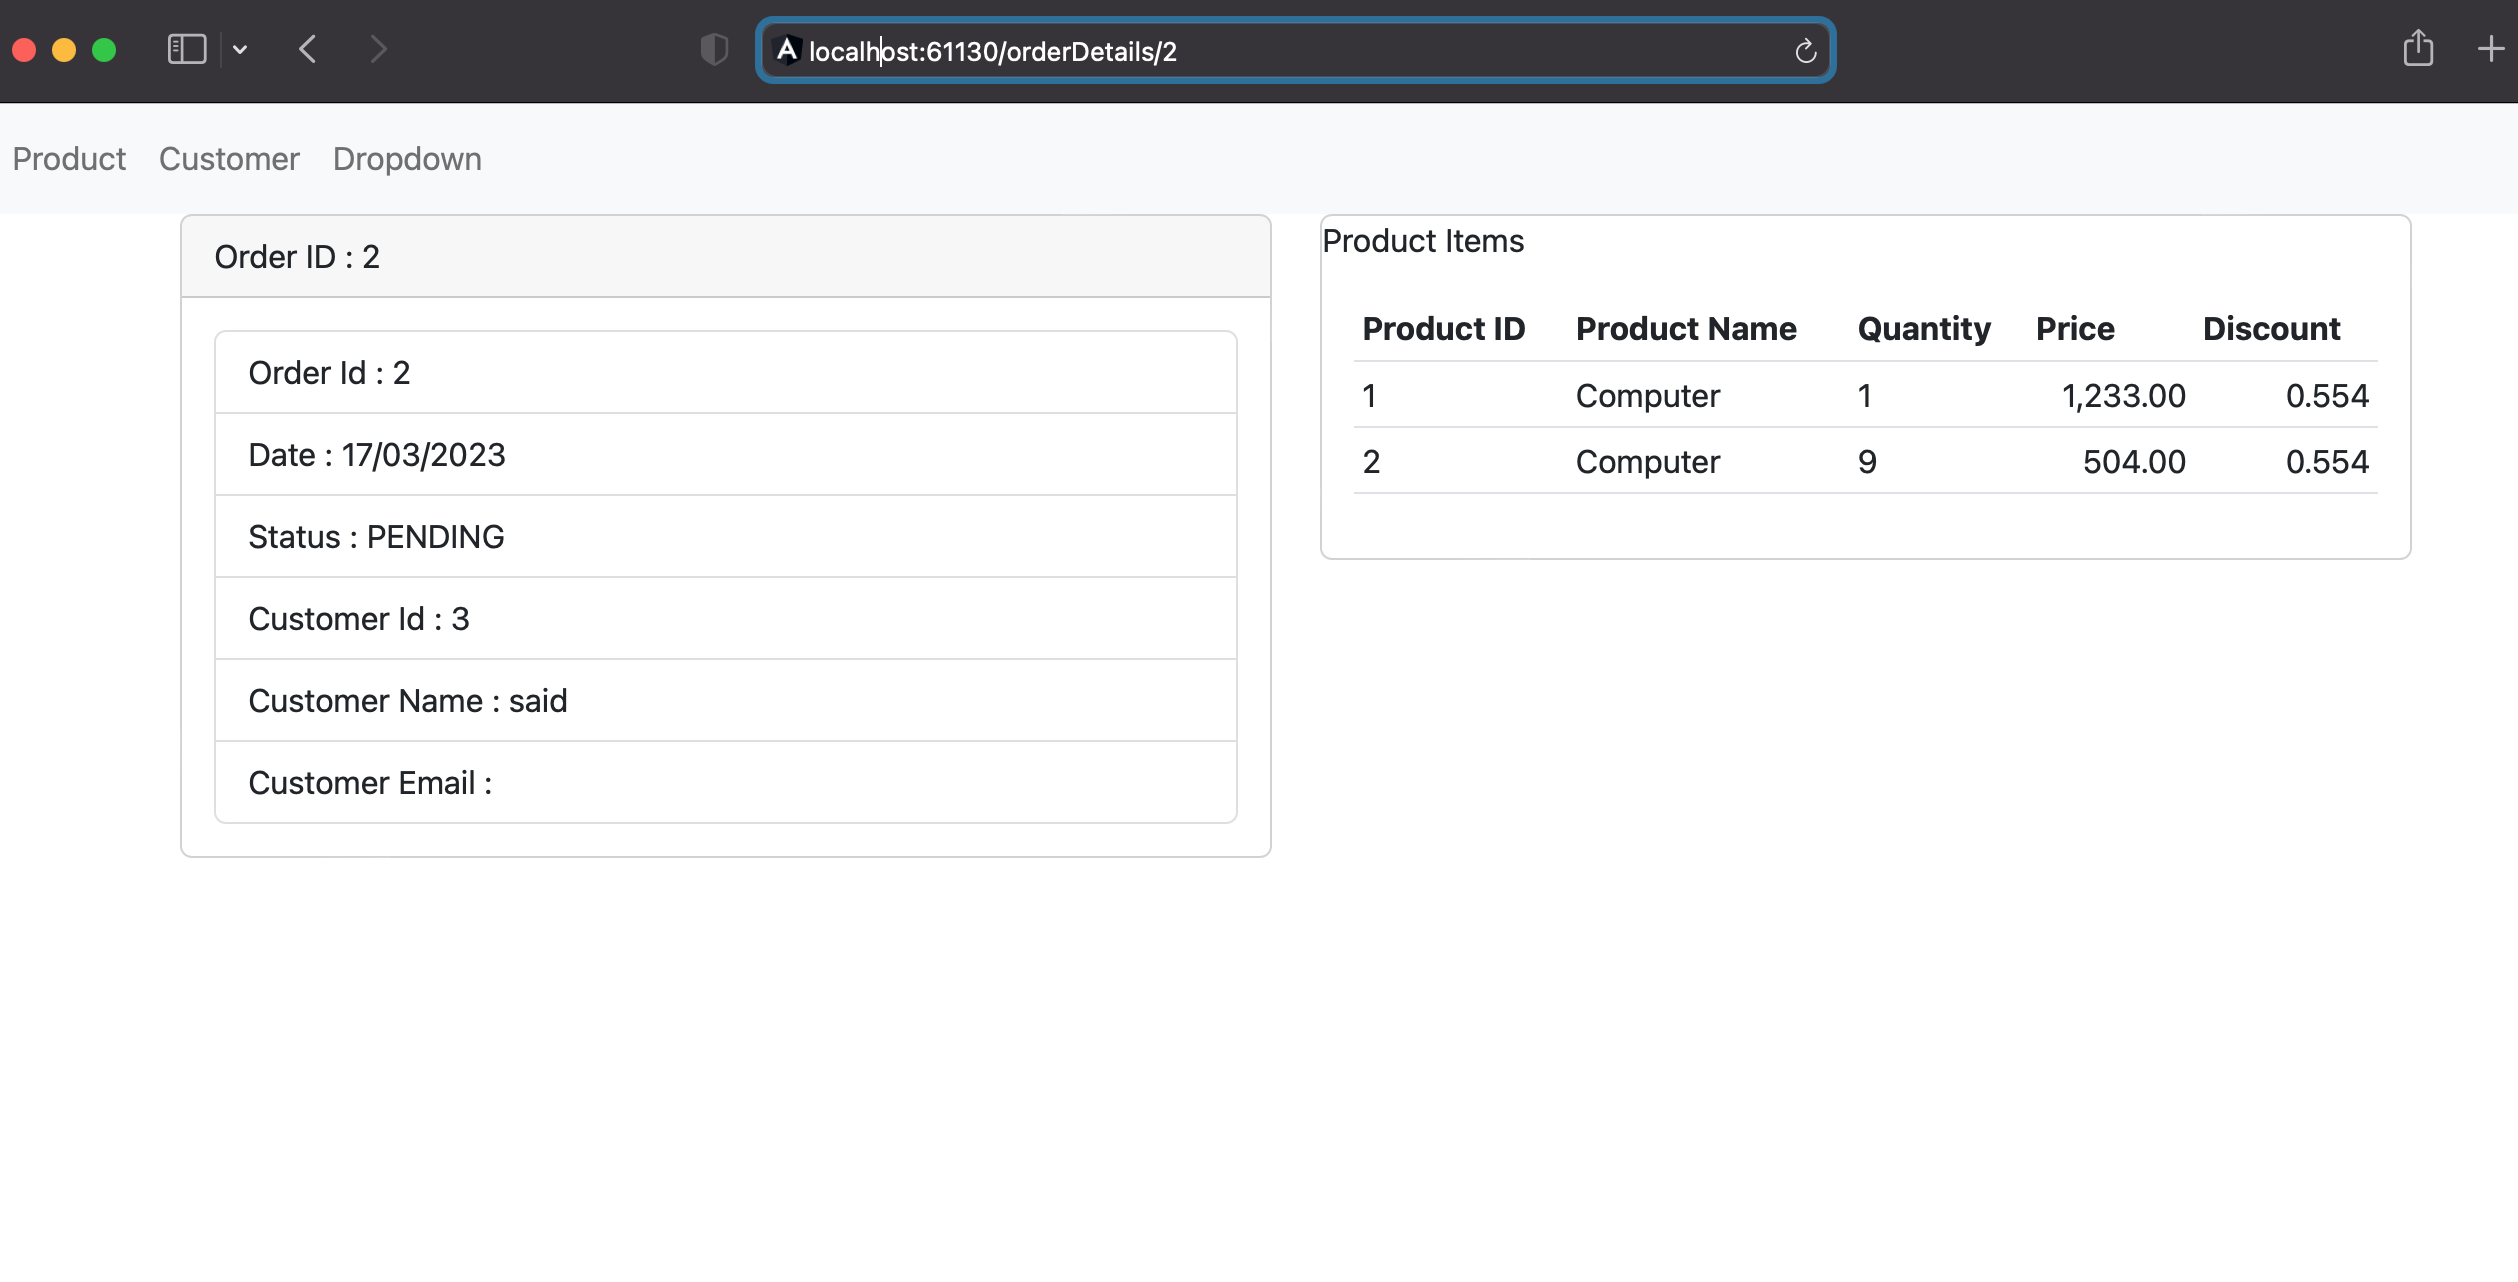 localhost:61130/orderDetails/2
Product Customer Dropdown
Order ID : 2
Order Id : 2
Date : 17/03/2023
Status : PENDING
Customer Id : 3
Customer Name : said
Customer Email :
Product Items
Product ID Product Name Quantity Price Discount
1 Computer 1 1,233.00 0.554
2 Computer 9 504.00 0.554